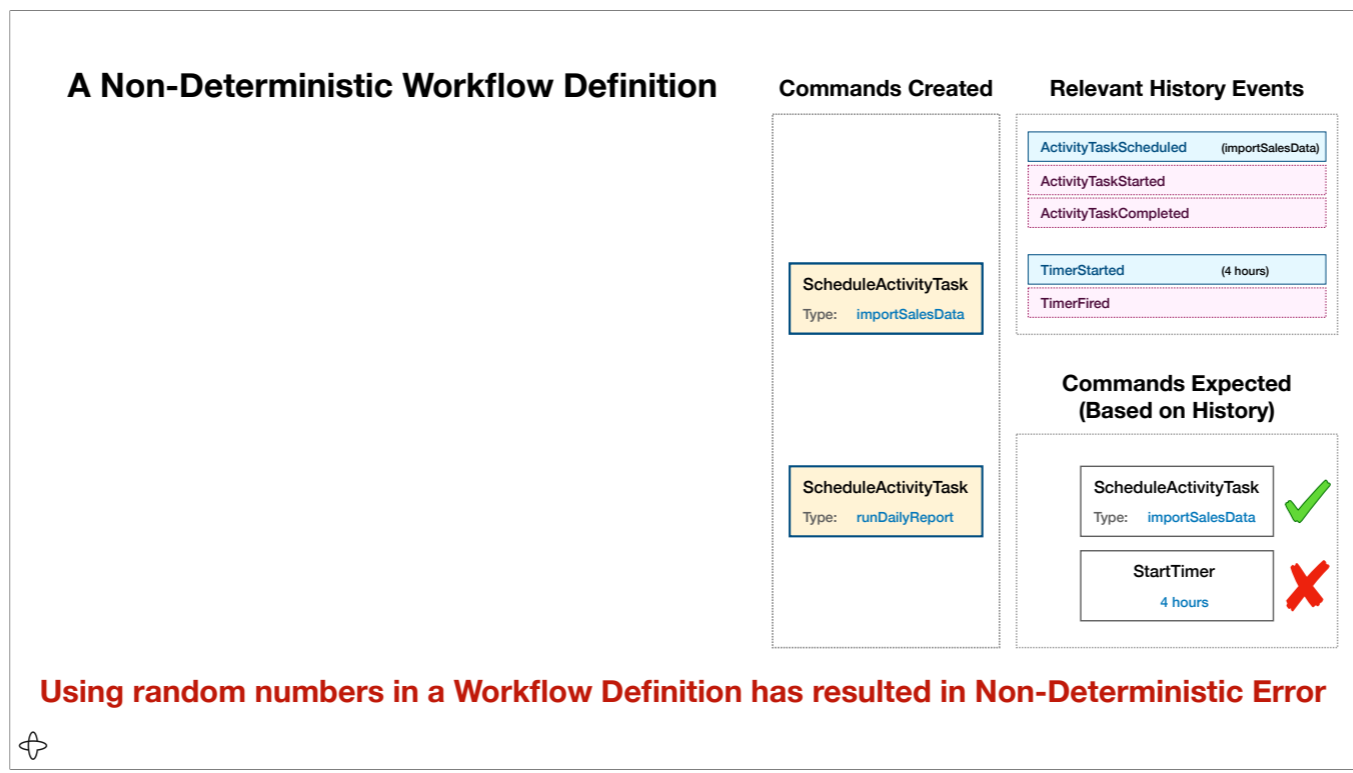 A Non-Deterministic Workflow Definition
Commands Created
ScheduleActivityTask
Type: importSalesData
ScheduleActivityTask
Type: runDailyReport
Relevant History Events
ActivityTaskScheduled (importSalesData)
ActivityTaskStarted
ActivityTaskCompleted
TimerStarted (4 hours)
TimerFired
Commands Expected
(Based on History)
ScheduleActivityTask
Type: importSalesData
StartTimer
4 hours
Using random numbers in a Workflow Definition has resulted in Non-Deterministic Error